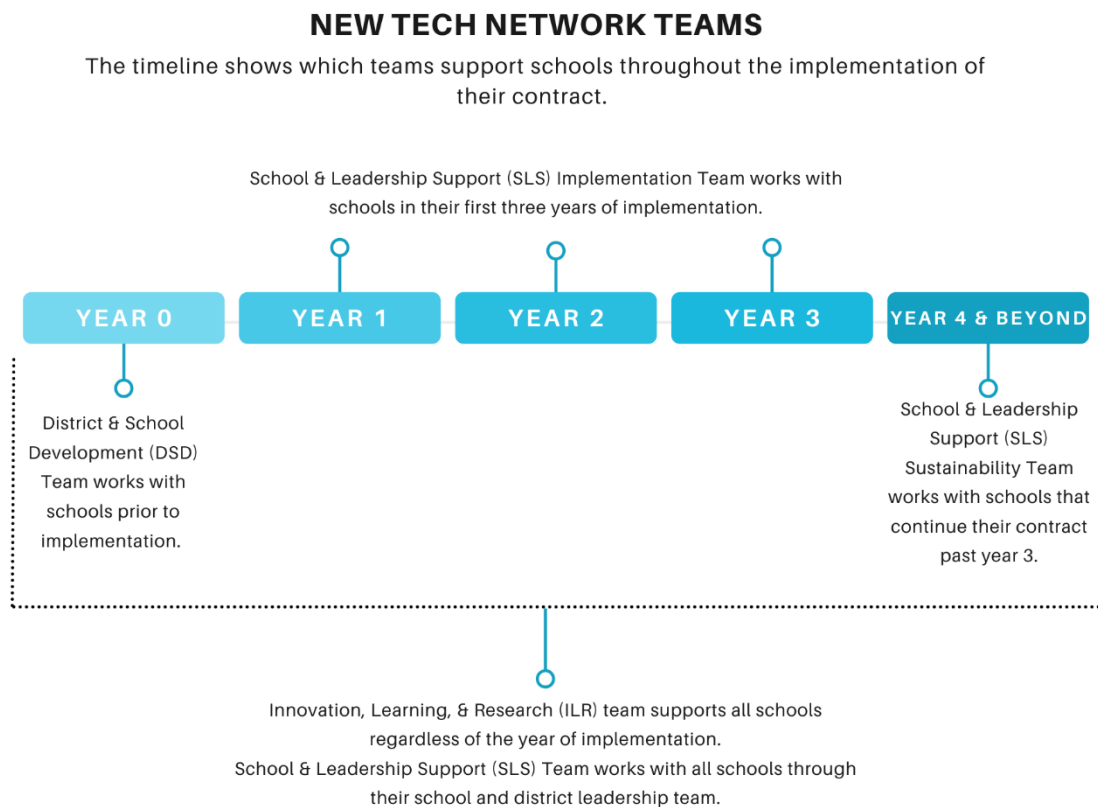 NEW TECH NETWORK TEAMS
The timeline shows which teams support schools throughout the implementation of
their contract.
School & Leadership Support (SLS) Implementation Team works with
schools in their first three years of implementation.
YEAR 0
YEAR 1
YEAR 2
YEAR 3
YEAR 4 & BEYOND
District & School
Development (DSD)
Team works with
schools prior to
implementation.
School & Leadership
Support (SLS)
Sustainability Team
works with schools that
continue their contract
past year 3.
Innovation, Learning, & Research (ILR) team supports all schools
regardless of the year of implementation.
School & Leadership Support (SLS) Team works with all schools through
their school and district leadership team.